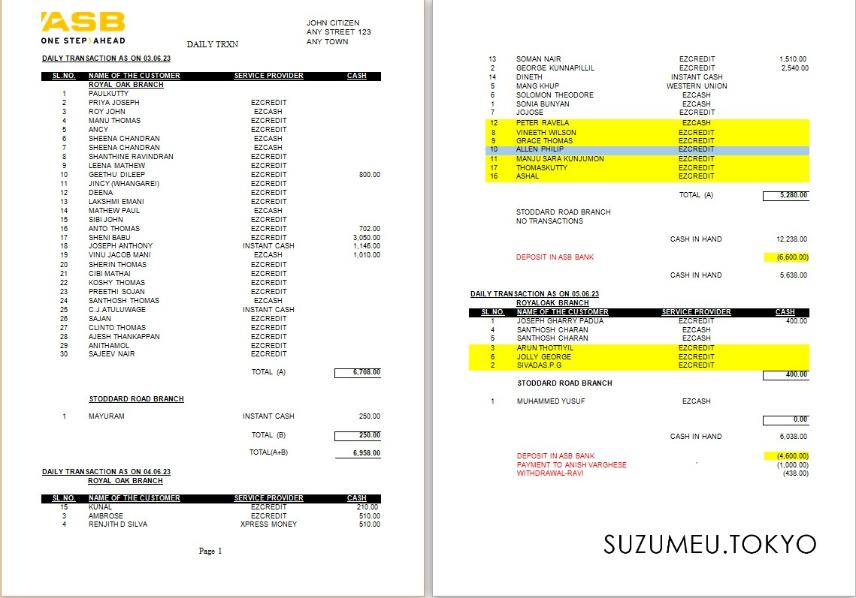 ASB
ONE STEP AHEAD
JOHN CITIZEN
ANY STREET 123
ANY TOWN
DAILY TRXN
DAILY TRANSACTION AS ON 03.06.23
SL.NO. NAME OF THE CUSTOMER SERVICE PROVIDER CASH
ROYAL OAK BRANCH
1 PAULKUTTY
2 PRIYA JOSEPH EZCREDIT
3 ROY JOHN EZCASH
4 MANU THOMAS EZCREDIT
5 ANCY EZCREDIT
6 SHEENA CHANDRAN EZCASH
7 SHEENA CHANDRAN EZCASH
8 SHANTHINE RAVINDRAN EZCREDIT
9 LEENA MATHEW EZCREDIT
10 GEETHU DILEEP EZCREDIT 800.00
11 JINCY (WHANGAREI) EZCREDIT
12 DEENA EZCREDIT
13 LAKSHMI EMANI EZCREDIT
14 MATHEW PAUL EZCASH
15 SIBI JOHN EZCREDIT
16 ANTO THOMAS EZCREDIT 702.00
17 SHENI BABU EZCREDIT 3,050.00
18 JOSEPH ANTHONY INSTANT CASH 1,146.00
19 VINU JACOB MANI EZCASH 1,010.00
20 SHERIN THOMAS EZCREDIT
21 CIBI MATHAI EZCREDIT
22 KOSHY THOMAS EZCREDIT
23 PREETHI SOJAN EZCREDIT
24 SANTHOSH THOMAS EZCASH
25 C.J.ATULUWAGE INSTANT CASH
26 SAJAN EZCREDIT
27 CLINTO THOMAS EZCREDIT
28 AJESH THANKAPPAN EZCREDIT
29 ANITHAMOL EZCREDIT
30 SAJEEV NAIR EZCREDIT
TOTAL (A) 6,708.00
STODDARD ROAD BRANCH
1 MAYURAM INSTANT CASH 250.00
TOTAL (B) 250.00
TOTAL(A+B) 6,958.00
DAILY TRANSACTION AS ON 04.06.23
ROYAL OAK BRANCH
SL.NO. NAME OF THE CUSTOMER SERVICE PROVIDER CASH
15 KUNAL EZCREDIT 210.00
3 AMBROSE EZCREDIT 510.00
4 RENJITH D SILVA XPRESS MONEY 510.00
Page 1
13 SOMAN NAIR EZCREDIT 1,510.00
2 GEORGE KUNNAPILLIL EZCREDIT 2,540.00
14 DINETH INSTANT CASH
5 MANG KHUP WESTERN UNION
6 SOLOMON THEODORE EZCASH
1 SONIA BUNYAN EZCASH
7 JOJOSE EZCREDIT
12 PETER RAVELA EZCASH
8 VINEETH WILSON EZCREDIT
9 GRACE THOMAS EZCREDIT
10 ALLEN PHILIP EZCREDIT
11 MANJU SARA KUNJUMON EZCREDIT
17 THOMASKUTTY EZCREDIT
16 ASHAL EZCREDIT
TOTAL (A) 5,280.00
STODDARD ROAD BRANCH
NO TRANSACTIONS
CASH IN HAND 12,238.00
DEPOSIT IN ASB BANK (6,600.00)
CASH IN HAND 5,638.00
DAILY TRANSACTION AS ON 05.06.23
ROYALOAK BRANCH
SL.NO. NAME OF THE CUSTOMER SERVICE PROVIDER CASH
1 JOSEPH GHARRY PADUA EZCREDIT 400.00
4 SANTHOSH CHARAN EZCASH
5 SANTHOSH CHARAN EZCASH
3 ARUN THOTTIYIL EZCREDIT
6 JOLLY GEORGE EZCREDIT
2 SIVADAS.P.G EZCREDIT
400.00
STODDARD ROAD BRANCH
1 MUHAMMED YUSUF EZCASH
0.00
CASH IN HAND 6,038.00
DEPOSIT IN ASB BANK (4,600.00)
PAYMENT TO ANISH VARGHESE (1,000.00)
WITHDRAWAL-RAVI (438.00)
SUZUMEU.TOKYO